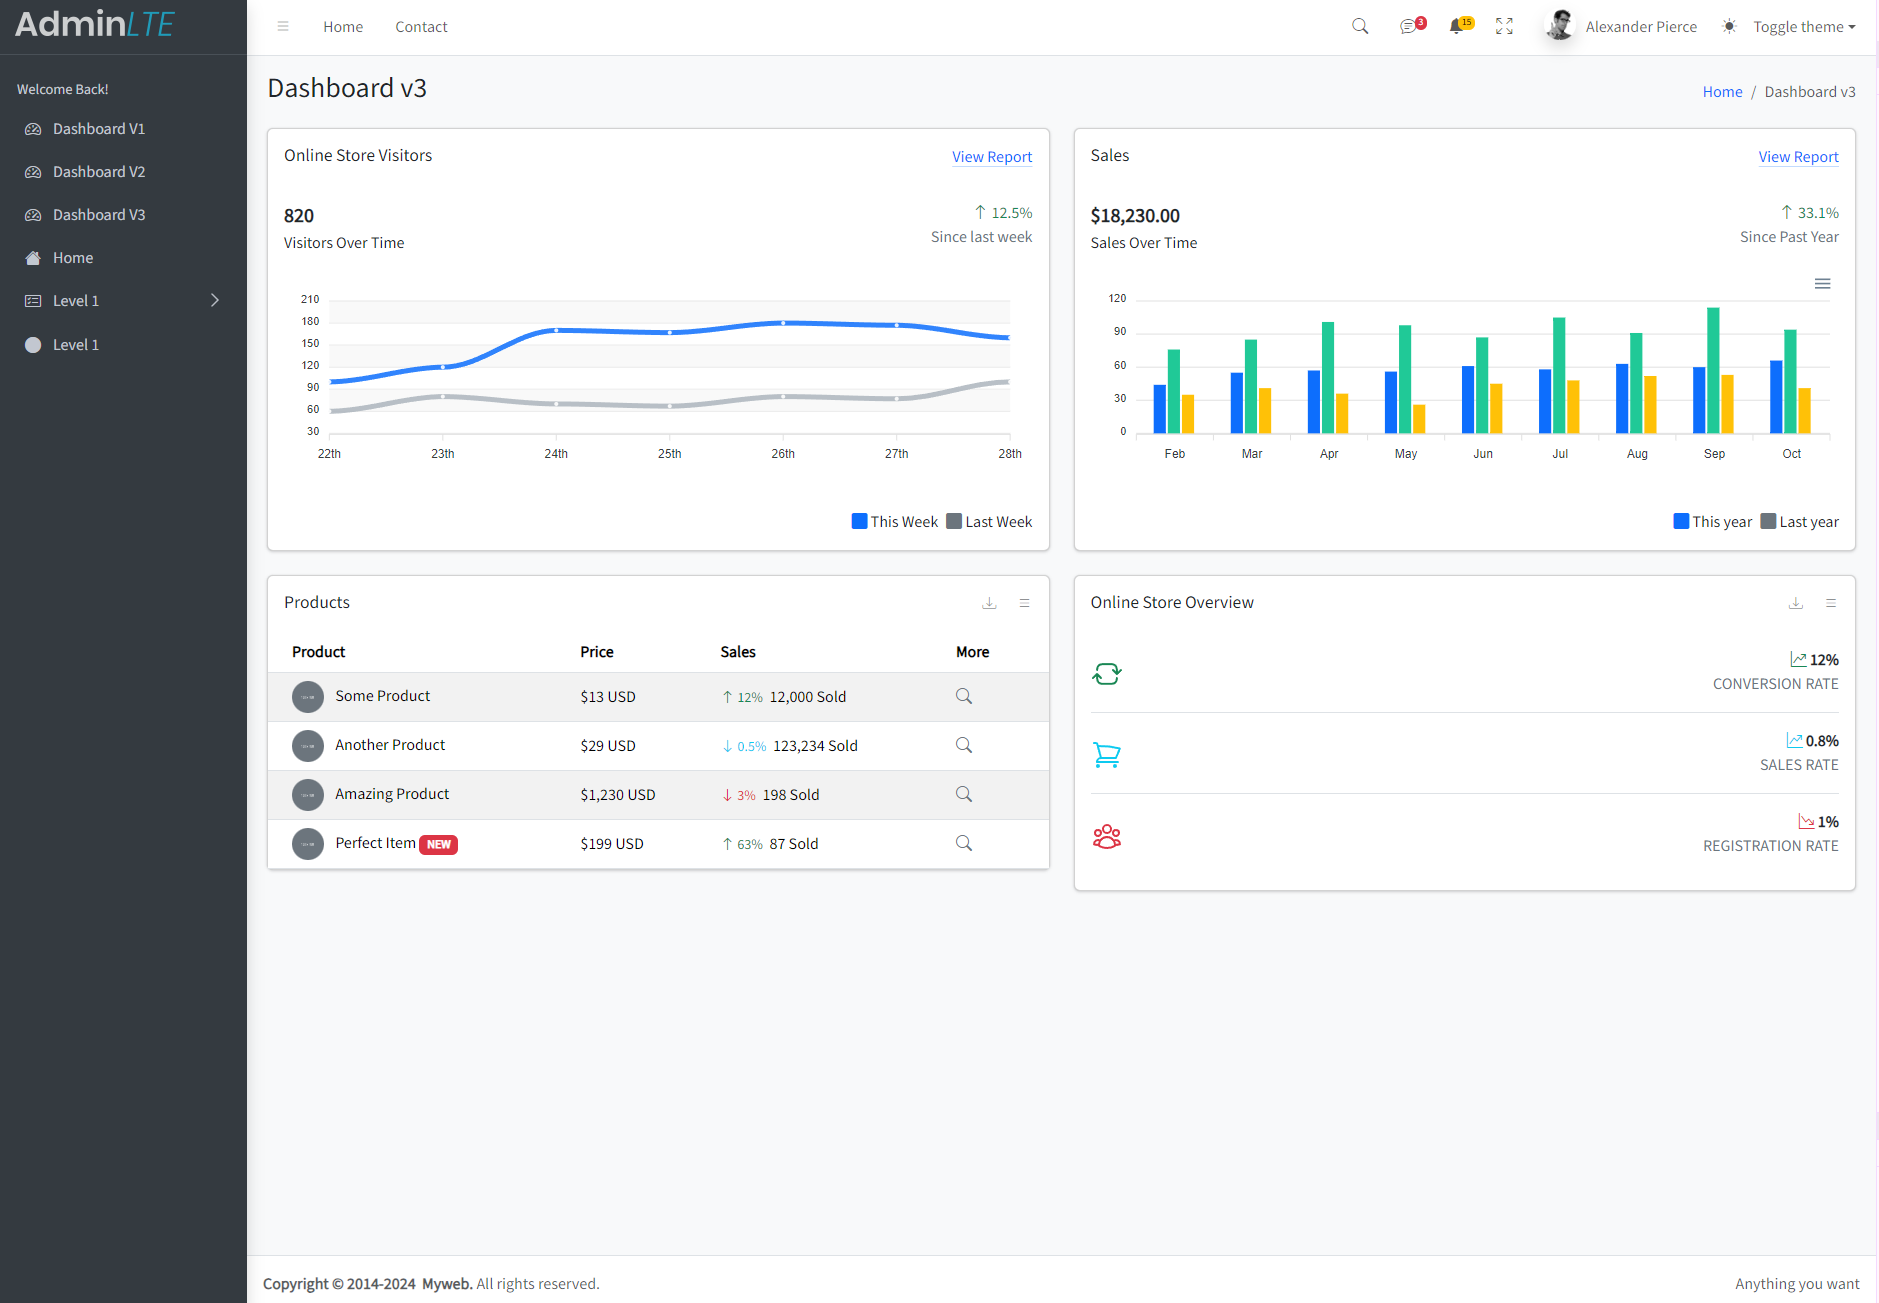 AdminLTE
Home Contact
3
15
Alexander Pierce
Toggle theme
Welcome Back!
Dashboard V1
Dashboard V2
Dashboard V3
Home
Level 1
Level 1
Dashboard v3
Home / Dashboard v3
Online Store Visitors
View Report
820
Visitors Over Time
12.5%
Since last week
210
180
150
120
90
60
30
22th 23th 24th 25th 26th 27th 28th
This Week Last Week
Sales
View Report
$18,230.00
Sales Over Time
33.1%
Since Past Year
120
90
60
30
0
Feb Mar Apr May Jun Jul Aug Sep Oct
This year Last year
Products
Product Price Sales More
Some Product $13 USD 12% 12,000 Sold
Another Product $29 USD 0.5% 123,234 Sold
Amazing Product $1,230 USD 3% 198 Sold
Perfect Item NEW $199 USD 63% 87 Sold
Online Store Overview
12%
CONVERSION RATE
0.8%
SALES RATE
1%
REGISTRATION RATE
Copyright © 2014-2024 Myweb. All rights reserved.
Anything you want